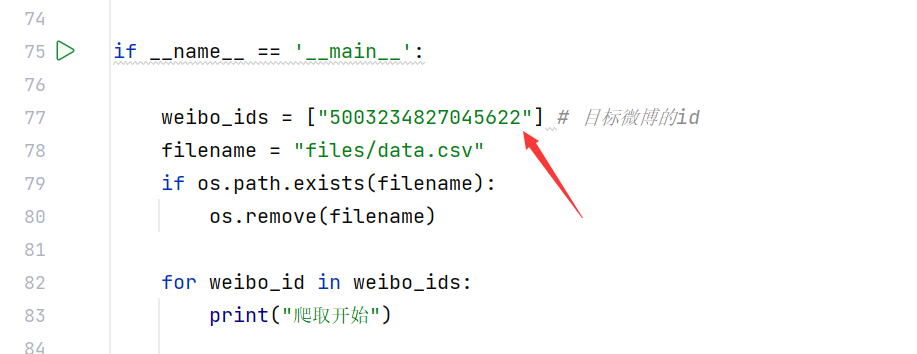 74
75 if __name__ == '__main__':
76
77 weibo_ids = ["5003234827045622"] # 目标微博的id
78 filename = "files/data.csv"
79 if os.path.exists(filename):
80 os.remove(filename)
81
82 for weibo_id in weibo_ids:
83 print("爬取开始")
84